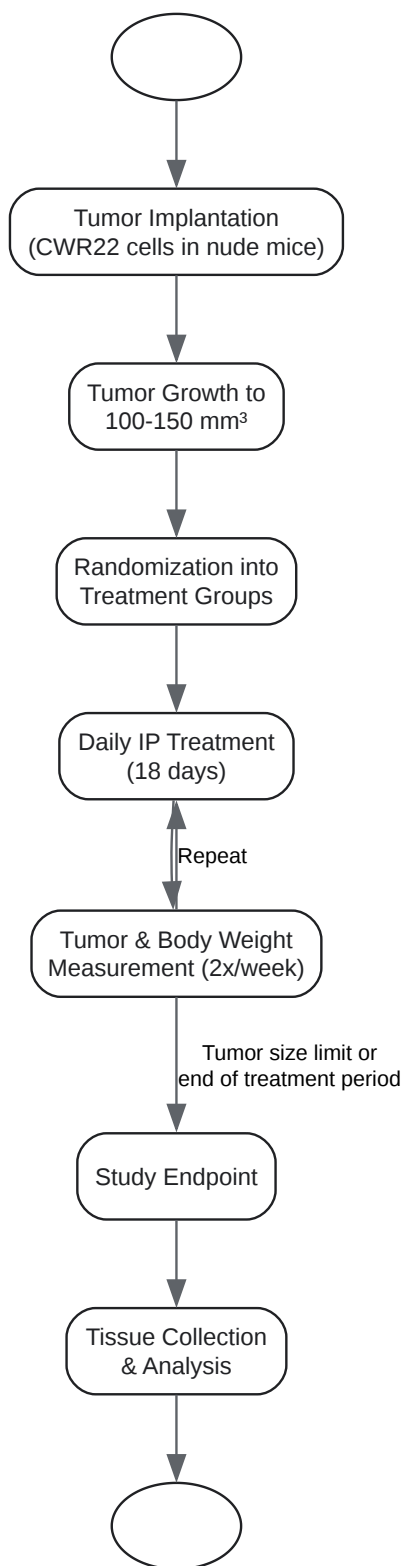 Tumor Implantation
(CWR22 cells in nude mice)
Tumor Growth to
100-150 mm³
Randomization into
Treatment Groups
Daily IP Treatment
(18 days)
Repeat
Tumor & Body Weight
Measurement (2x/week)
Tumor size limit or
end of treatment period
Study Endpoint
Tissue Collection
& Analysis